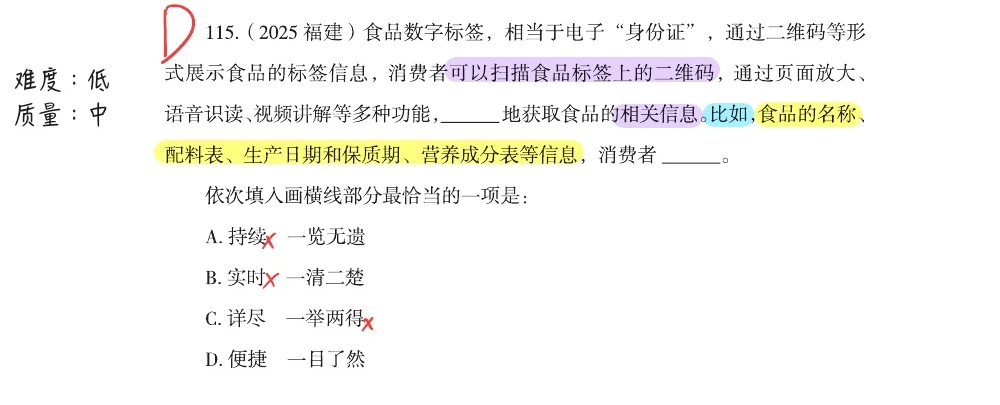 D
115.（2025 福建）食品数字标签，相当于电子“身份证”，通过二维码等形
式展示食品的标签信息，消费者可以扫描食品标签上的二维码，通过页面放大、
难度：低
语音识读、视频讲解等多种功能，______地获取食品的相关信息。比如，食品的名称、
质量：中
配料表、生产日期和保质期、营养成分表等信息，消费者 ______。
依次填入画横线部分最恰当的一项是：
A. 持续x 一览无遗
B. 实时x 一清二楚
C. 详尽 一举两得x
D. 便捷 一目了然